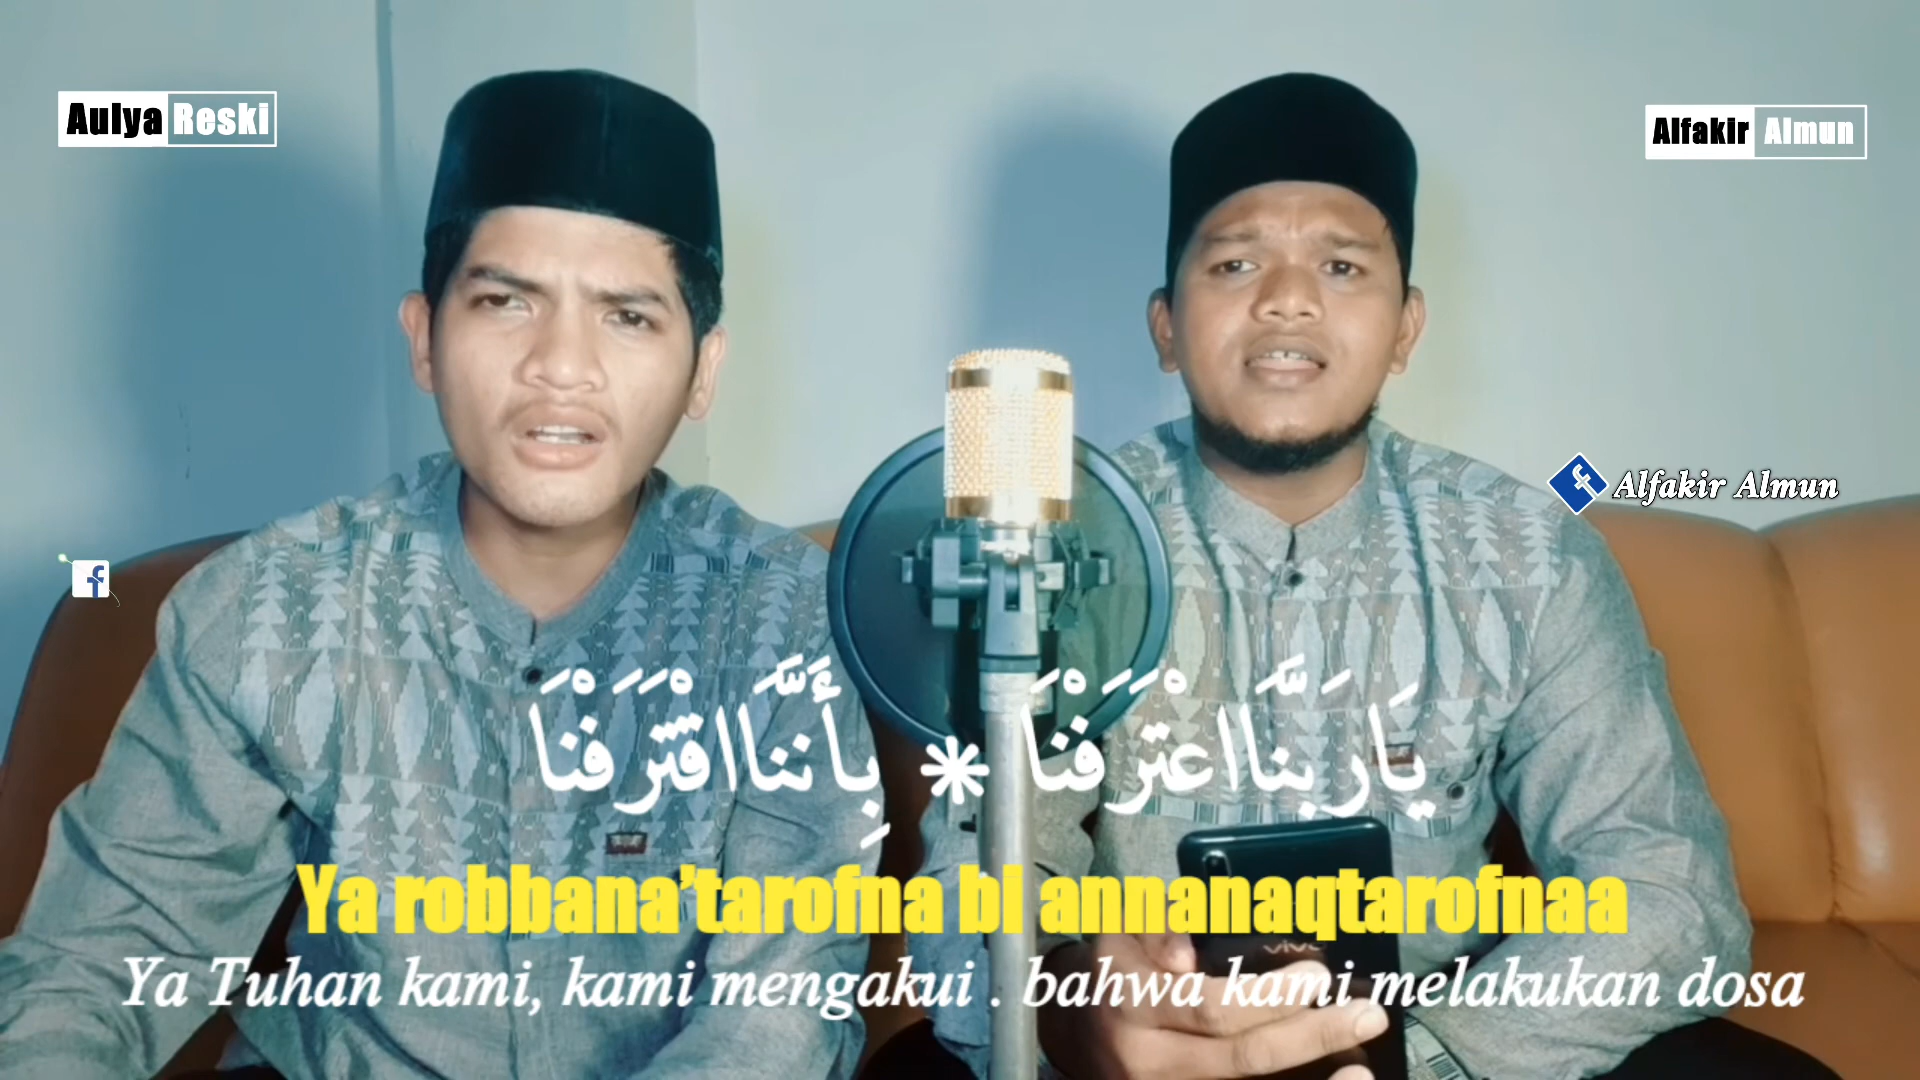 Aulya Reski
Alfakir Almun
Alfakir Almun
يَارَبَّنَااعْتَرَفْنَا * بِأَنَّنَااقْتَرَفْنَا
Ya robbana’tarofna bi annanaqtarofnaa
vivo
Ya Tuhan kami, kami mengakui . bahwa kami melakukan dosa